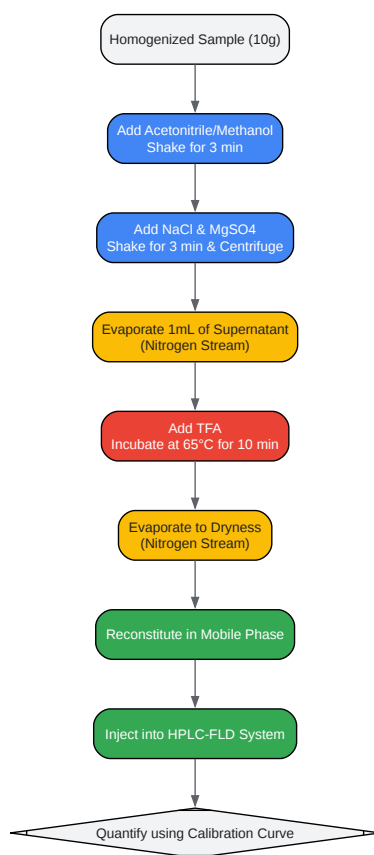 Homogenized Sample (10g)
Add Acetonitrile/Methanol
Shake for 3 min
Add NaCl & MgSO4
Shake for 3 min & Centrifuge
Evaporate 1mL of Supernatant
(Nitrogen Stream)
Add TFA
Incubate at 65°C for 10 min
Evaporate to Dryness
(Nitrogen Stream)
Reconstitute in Mobile Phase
Inject into HPLC-FLD System
Quantify using Calibration Curve